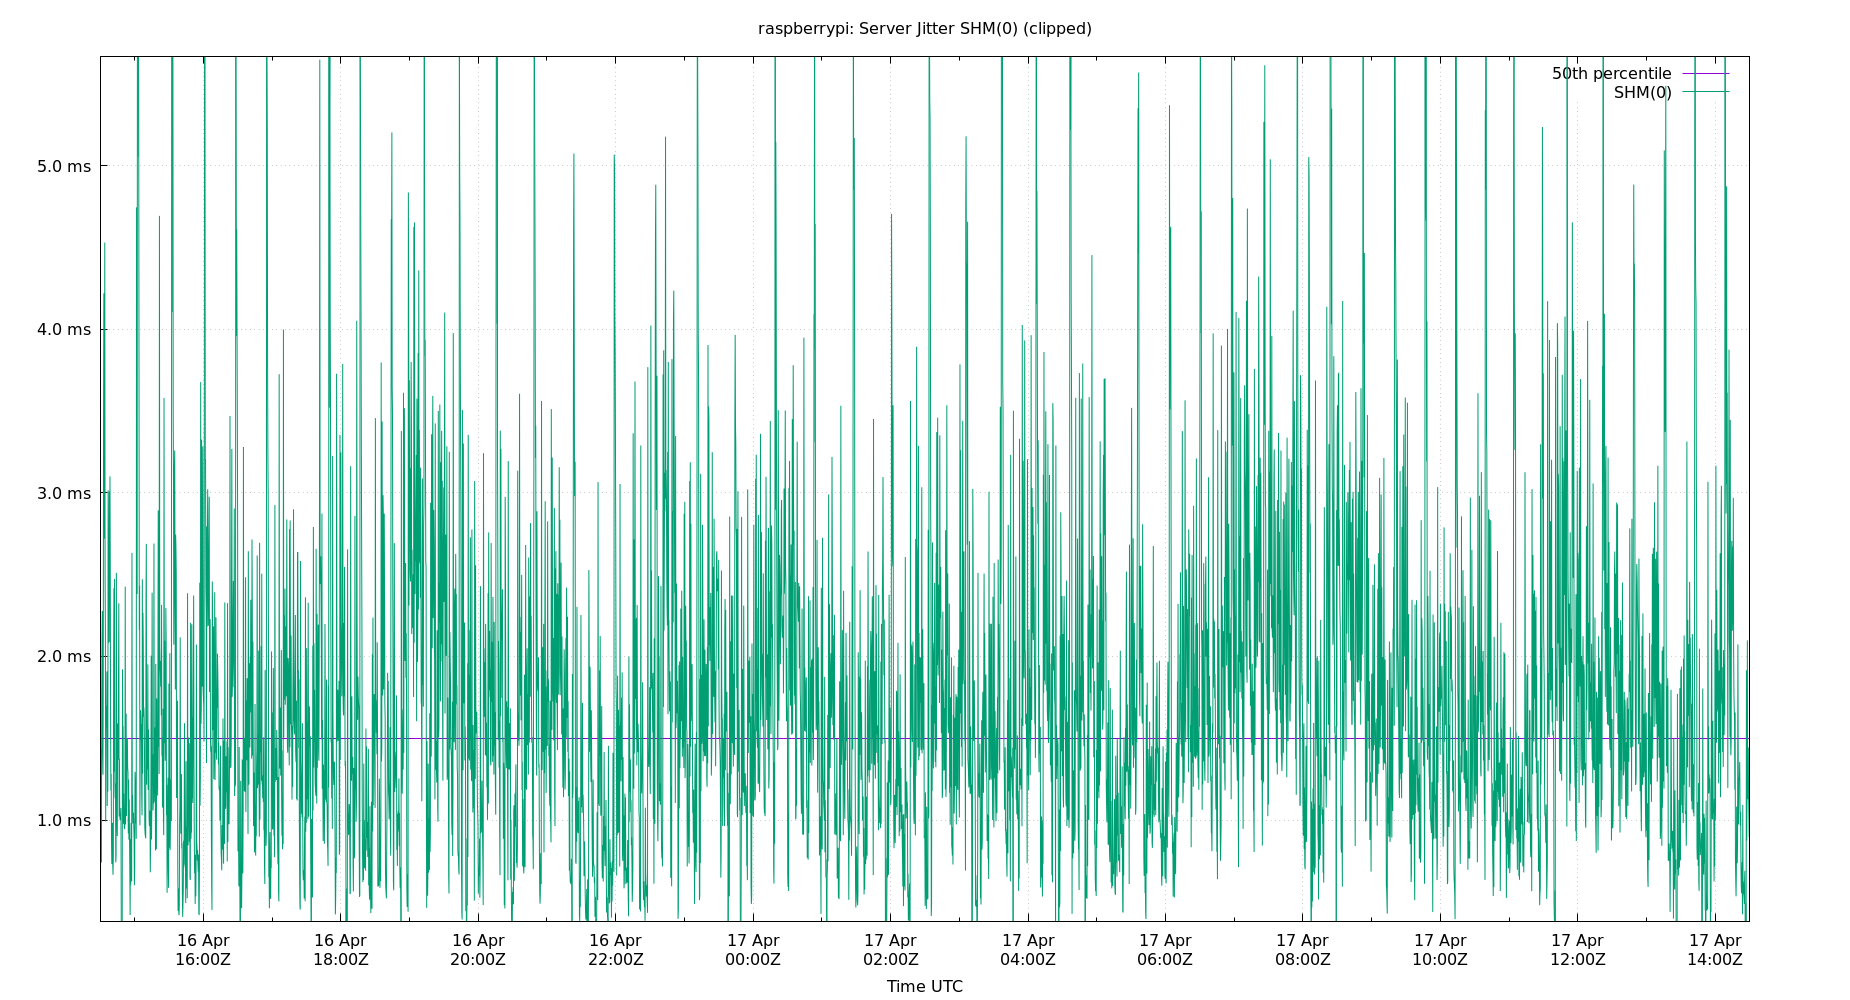 raspberrypi: Server Jitter SHM(0) (clipped)
50th percentile
SHM(0)
5.0 ms
4.0 ms
3.0 ms
2.0 ms
1.0 ms
16 Apr 16 Apr 16 Apr 16 Apr 17 Apr 17 Apr 17 Apr 17 Apr 17 Apr 17 Apr 17 Apr 17 Apr
16:00Z 18:00Z 20:00Z 22:00Z 00:00Z 02:00Z 04:00Z 06:00Z 08:00Z 10:00Z 12:00Z 14:00Z
Time UTC